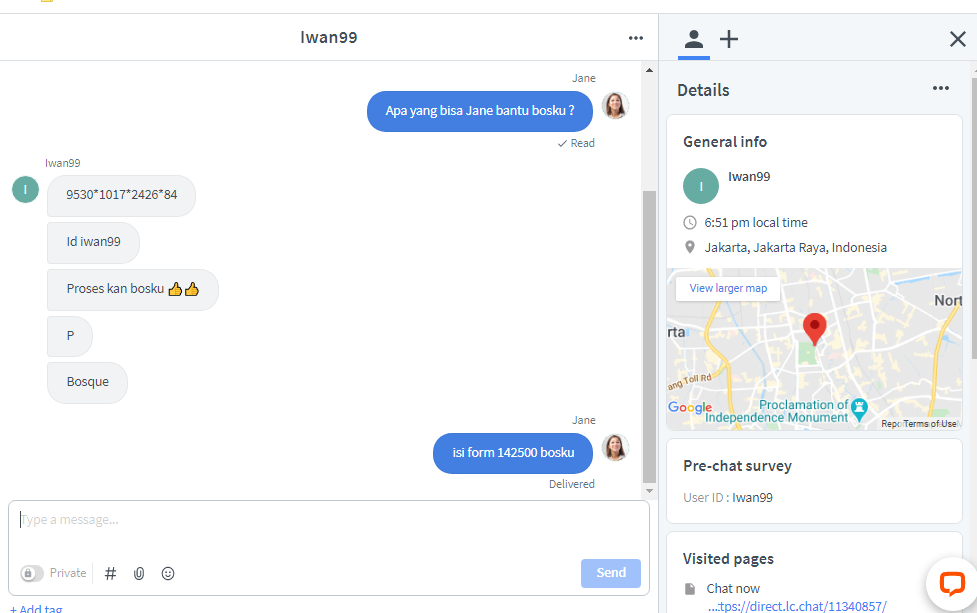 Iwan99
Jane
Apa yang bisa Jane bantu bosku ?
Read
Iwan99
I
9530*1017*2426*84
Id iwan99
Proses kan bosku 👍👍
P
Bosque
Jane
isi form 142500 bosku
Delivered
Type a message...
Private
#
Send
+ Add tag
Details
General info
I
Iwan99
6:51 pm local time
Jakarta, Jakarta Raya, Indonesia
View larger map
Nort
rta
ang Toll Rd
Google
Proclamation of
Independence Monument
Terms of Use
Pre-chat survey
User ID : Iwan99
Visited pages
Chat now
...:tps://direct.lc.chat/11340857/